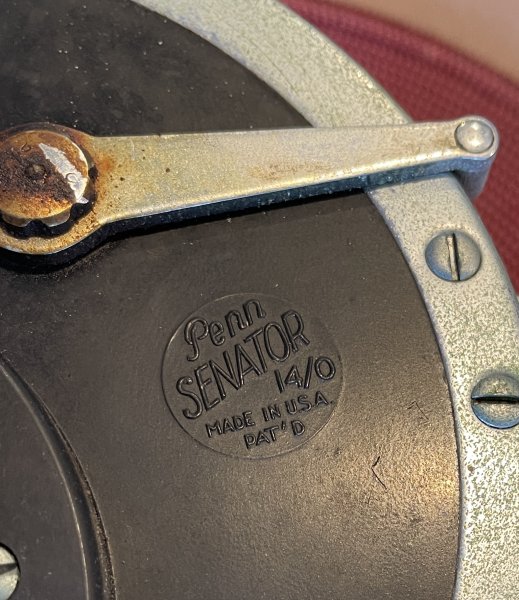 Penn
SENATOR
14/0
MADE IN U.S.A.
PAT'D